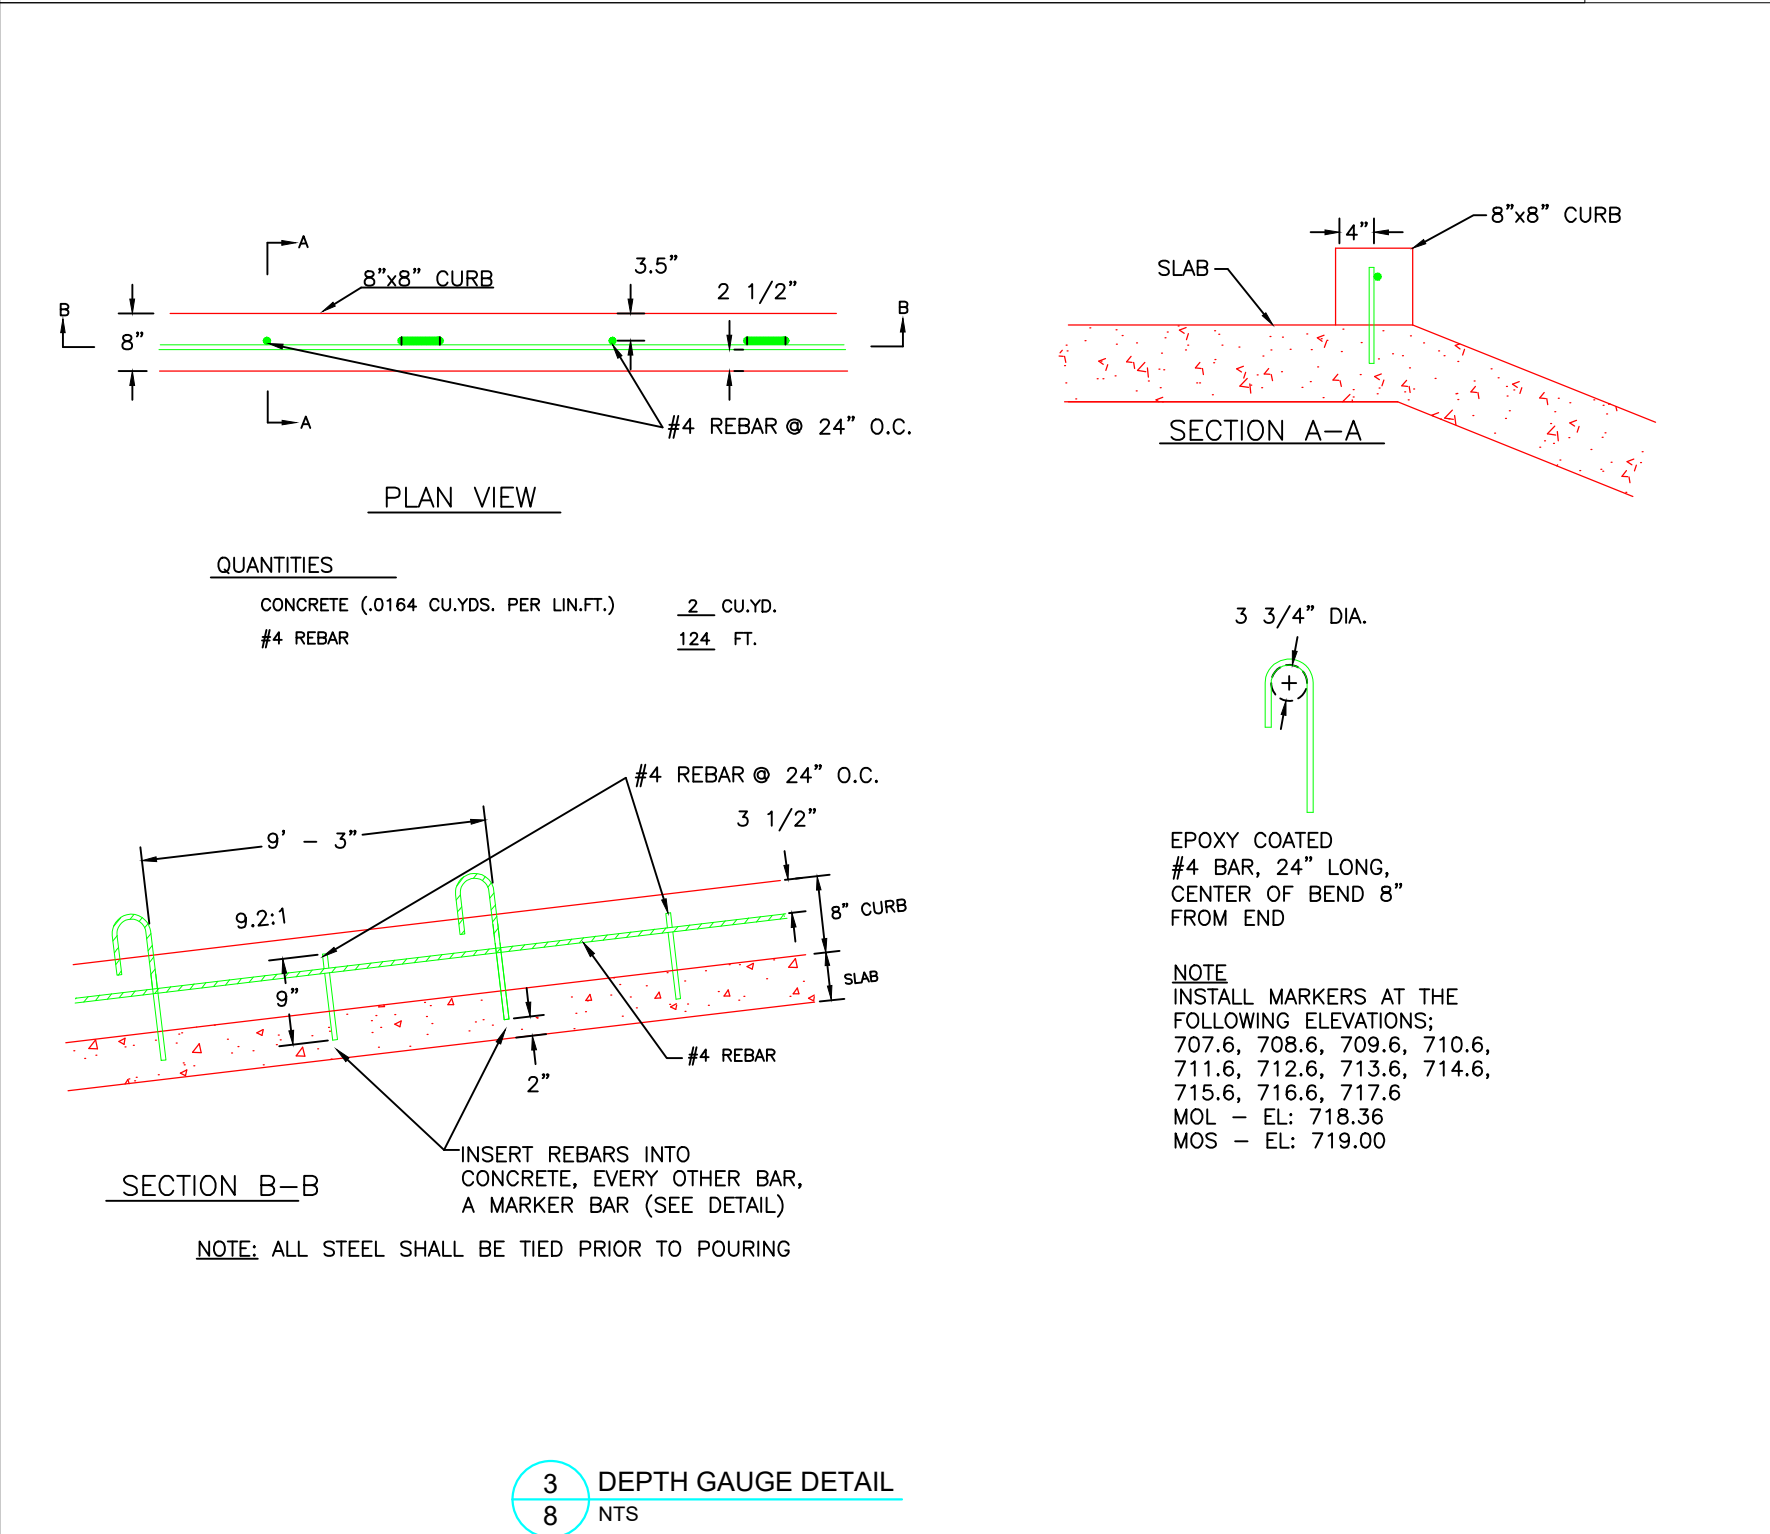 A
8"x8" CURB
3.5"
2 1/2"
B
B
8"
A
#4 REBAR @ 24" O.C.
PLAN VIEW
4"
8"x8" CURB
SLAB
SECTION A-A
QUANTITIES
CONCRETE (.0164 CU.YDS. PER LIN.FT.) 2 CU.YD.
#4 REBAR 124 FT.
3 3/4" DIA.
EPOXY COATED
#4 BAR, 24" LONG,
CENTER OF BEND 8"
FROM END
NOTE
INSTALL MARKERS AT THE
FOLLOWING ELEVATIONS;
707.6, 708.6, 709.6, 710.6,
711.6, 712.6, 713.6, 714.6,
715.6, 716.6, 717.6
MOL - EL: 718.36
MOS - EL: 719.00
#4 REBAR @ 24" O.C.
3 1/2"
9' - 3"
9.2:1
8" CURB
SLAB
9"
#4 REBAR
2"
INSERT REBARS INTO
CONCRETE, EVERY OTHER BAR,
A MARKER BAR (SEE DETAIL)
SECTION B-B
NOTE: ALL STEEL SHALL BE TIED PRIOR TO POURING
3
8
DEPTH GAUGE DETAIL
NTS